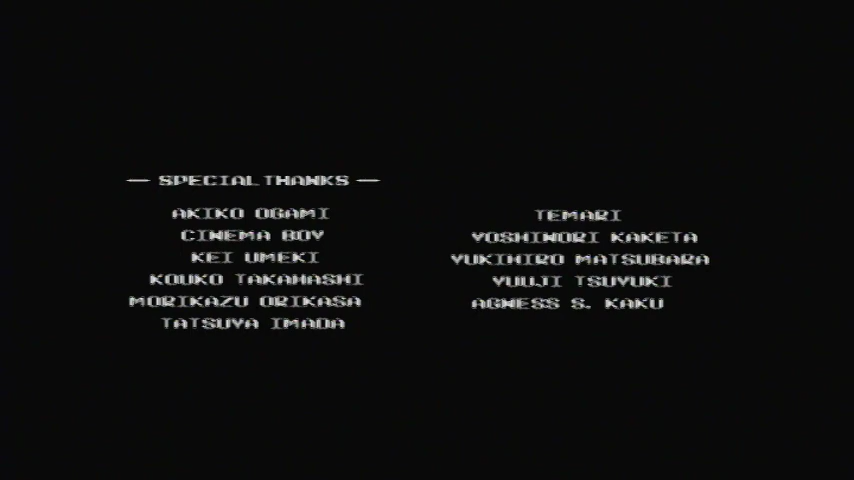 — SPECIAL THANKS —
AKIKO OGAMI
CINEMA BOY
KEI UMEKI
KOUKO TAKAHASHI
MORIKAZU ORIKASA
TATSUYA IMADA
TEMARI
YOSHINORI KAKETA
YUKIHIRO MATSUBARA
YUUJI TSUYUKI
AGNESS S. KAKU